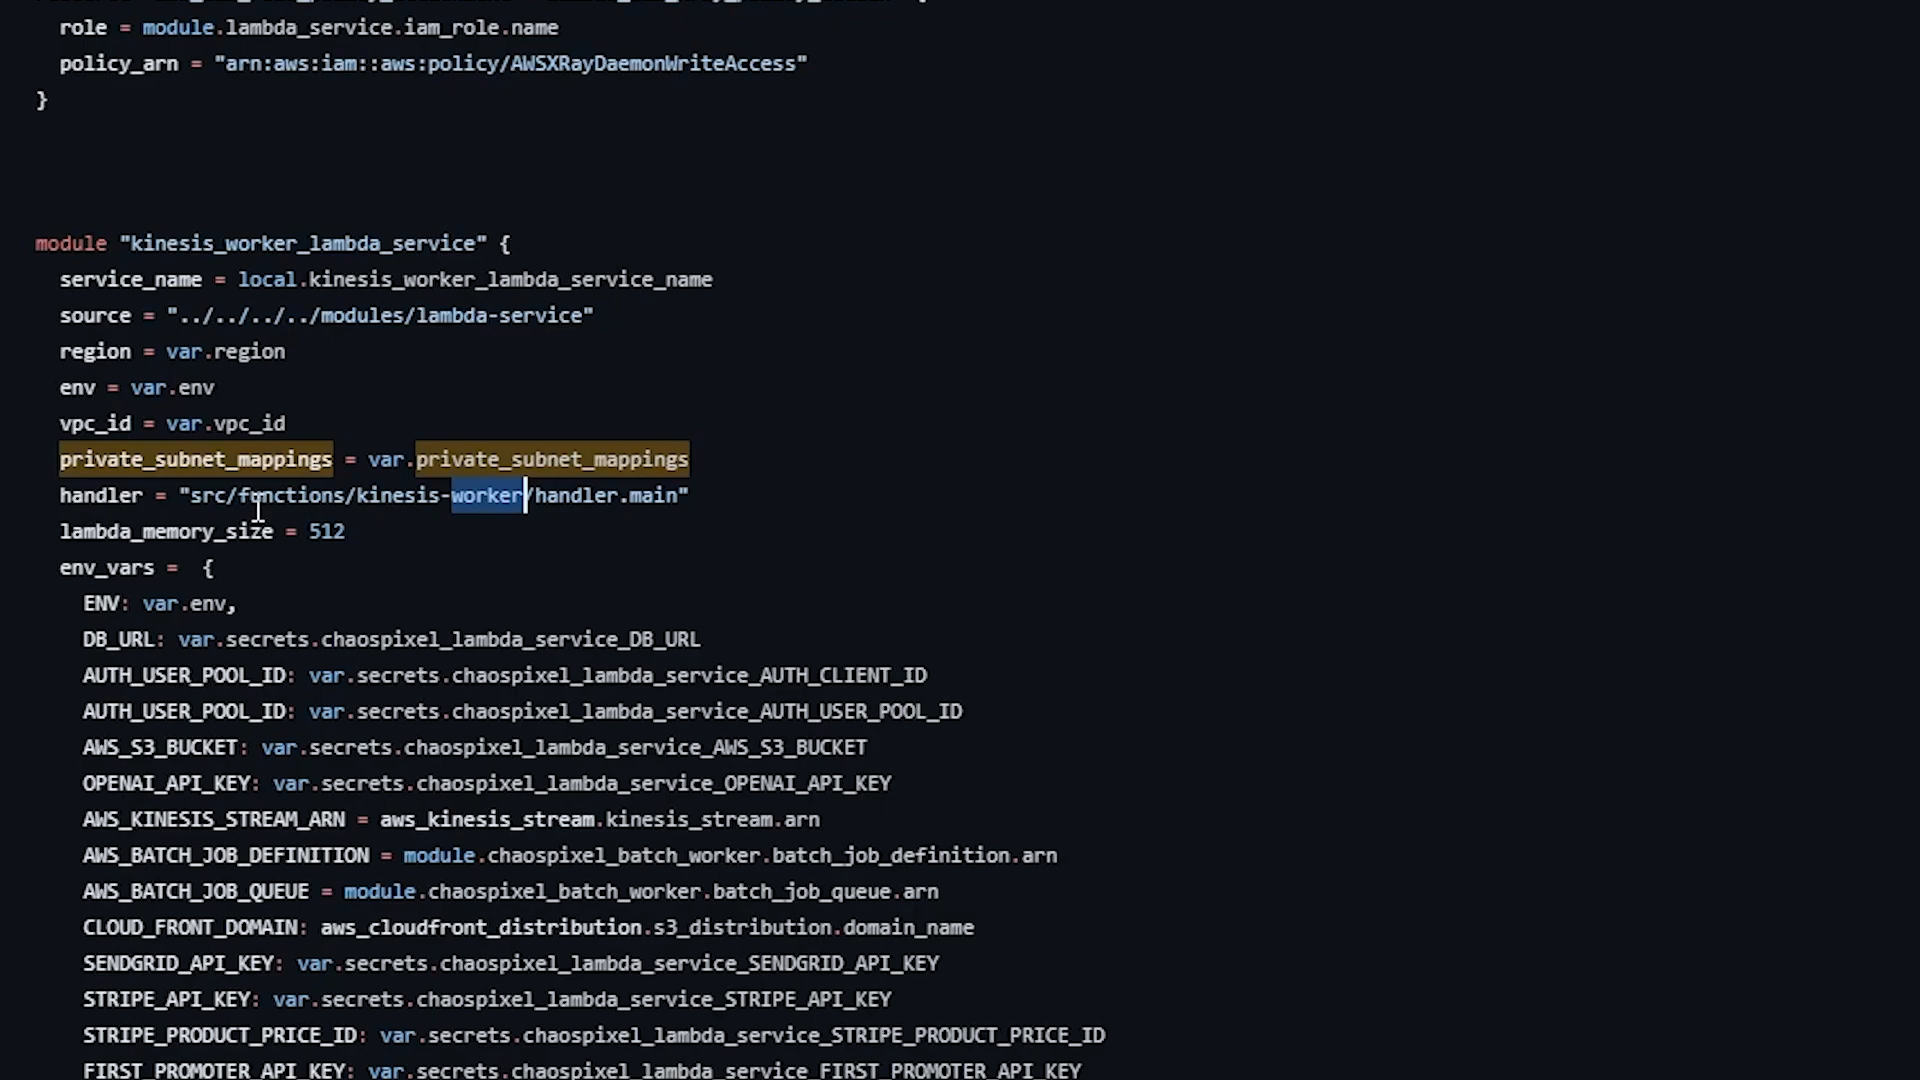 role = module.lambda_service.iam_role.name
policy_arn = "arn:aws:iam::aws:policy/AWSXRayDaemonWriteAccess"
}
module "kinesis_worker_lambda_service" {
service_name = local.kinesis_worker_lambda_service_name
source = "../../../../modules/lambda-service"
region = var.region
env = var.env
vpc_id = var.vpc_id
private_subnet_mappings = var.private_subnet_mappings
handler = "src/functions/kinesis-worker/handler.main"
lambda_memory_size = 512
env_vars =  {
ENV: var.env,
DB_URL: var.secrets.chaospixel_lambda_service_DB_URL
AUTH_USER_POOL_ID: var.secrets.chaospixel_lambda_service_AUTH_CLIENT_ID
AUTH_USER_POOL_ID: var.secrets.chaospixel_lambda_service_AUTH_USER_POOL_ID
AWS_S3_BUCKET: var.secrets.chaospixel_lambda_service_AWS_S3_BUCKET
OPENAI_API_KEY: var.secrets.chaospixel_lambda_service_OPENAI_API_KEY
AWS_KINESIS_STREAM_ARN = aws_kinesis_stream.kinesis_stream.arn
AWS_BATCH_JOB_DEFINITION = module.chaospixel_batch_worker.batch_job_definition.arn
AWS_BATCH_JOB_QUEUE = module.chaospixel_batch_worker.batch_job_queue.arn
CLOUD_FRONT_DOMAIN: aws_cloudfront_distribution.s3_distribution.domain_name
SENDGRID_API_KEY: var.secrets.chaospixel_lambda_service_SENDGRID_API_KEY
STRIPE_API_KEY: var.secrets.chaospixel_lambda_service_STRIPE_API_KEY
STRIPE_PRODUCT_PRICE_ID: var.secrets.chaospixel_lambda_service_STRIPE_PRODUCT_PRICE_ID
FIRST_PROMOTER_API_KEY: var.secrets.chaospixel_lambda_service_FIRST_PROMOTER_API_KEY